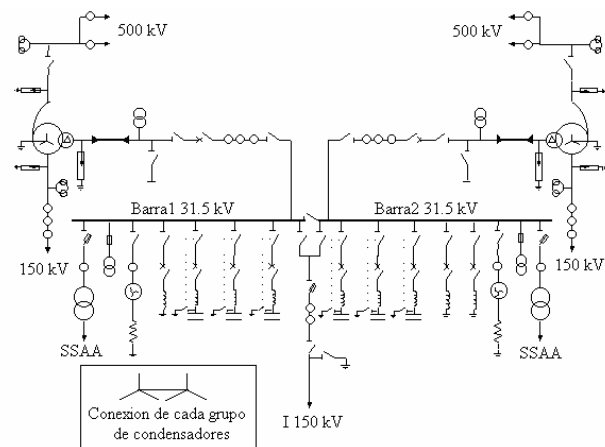 500 kV
500 kV
Barra1 31.5 kV
Barra2 31.5 kV
150 kV
150 kV
SSAA
SSAA
I 150 kV
Conexion de cada grupo
de condensadores